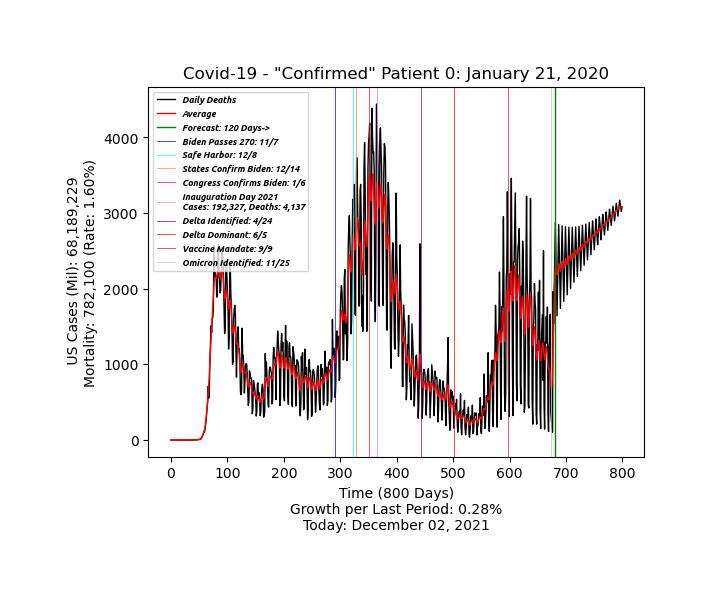 Covid-19 - "Confirmed" Patient 0: January 21, 2020
Daily Deaths
Average
Forecast: 120 Days->
Biden Passes 270: 11/7
Safe Harbor: 12/8
States Confirm Biden: 12/14
Congress Confirms Biden: 1/6
Inauguration Day 2021
Cases: 192,327, Deaths: 4,137
Delta Identified: 4/24
Delta Dominant: 6/5
Vaccine Mandate: 9/9
Omicron Identified: 11/25
US Cases (Mil): 68,189,229
Mortality: 782,100 (Rate: 1.60%)
4000
3000
2000
1000
0
0 100 200 300 400 500 600 700 800
Time (800 Days)
Growth per Last Period: 0.28%
Today: December 02, 2021